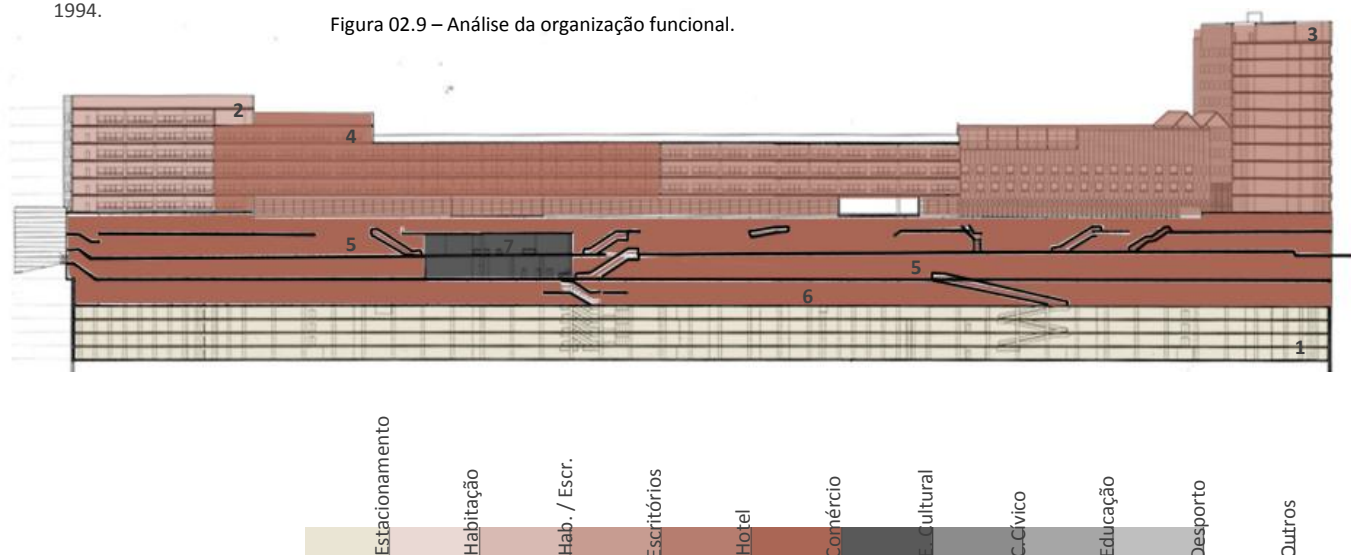 1994.
Figura 02.9 – Análise da organização funcional.
3
2
4
5
7
5
6
1
Estacionamento
Habitação
Hab. / Escr.
Escritórios
Hotel
Comércio
E. Cultural
C.Cívico
Educação
Desporto
Outros